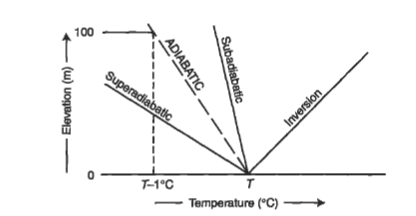 100
ADIABATIC
Subadiabatic
Superadiabatic
Inversion
Elevation (m)
0
T–1°C
T
Temperature (°C)